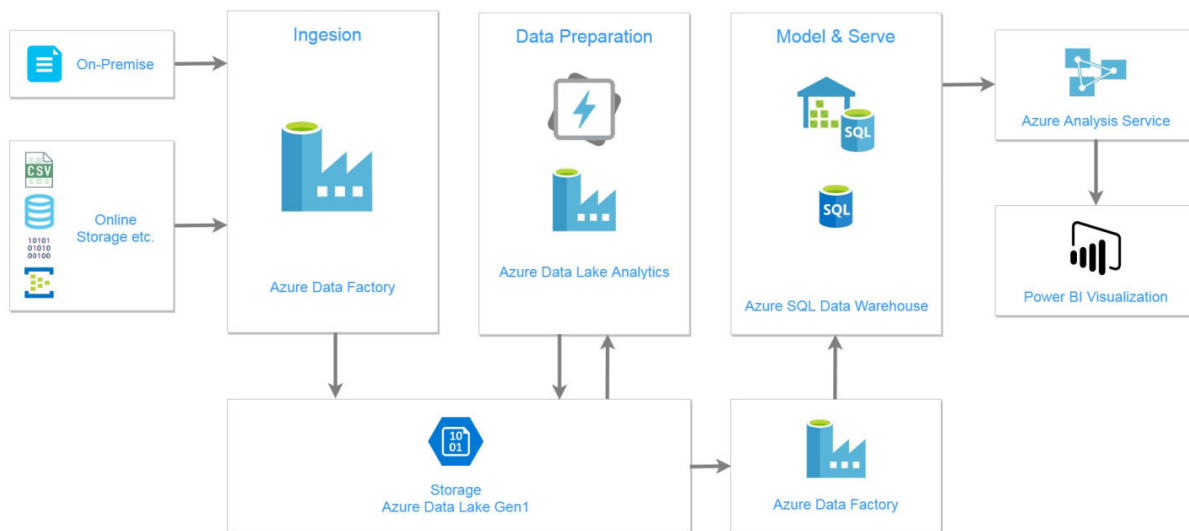 Ingesion
Data Preparation
Model & Serve
On-Premise
CSV
10101
01010
00100
Online
Storage etc.
SQL
SQL
Azure Analysis Service
Azure Data Factory
Azure Data Lake Analytics
Azure SQL Data Warehouse
Power BI Visualization
10
01
Storage
Azure Data Lake Gen1
Azure Data Factory